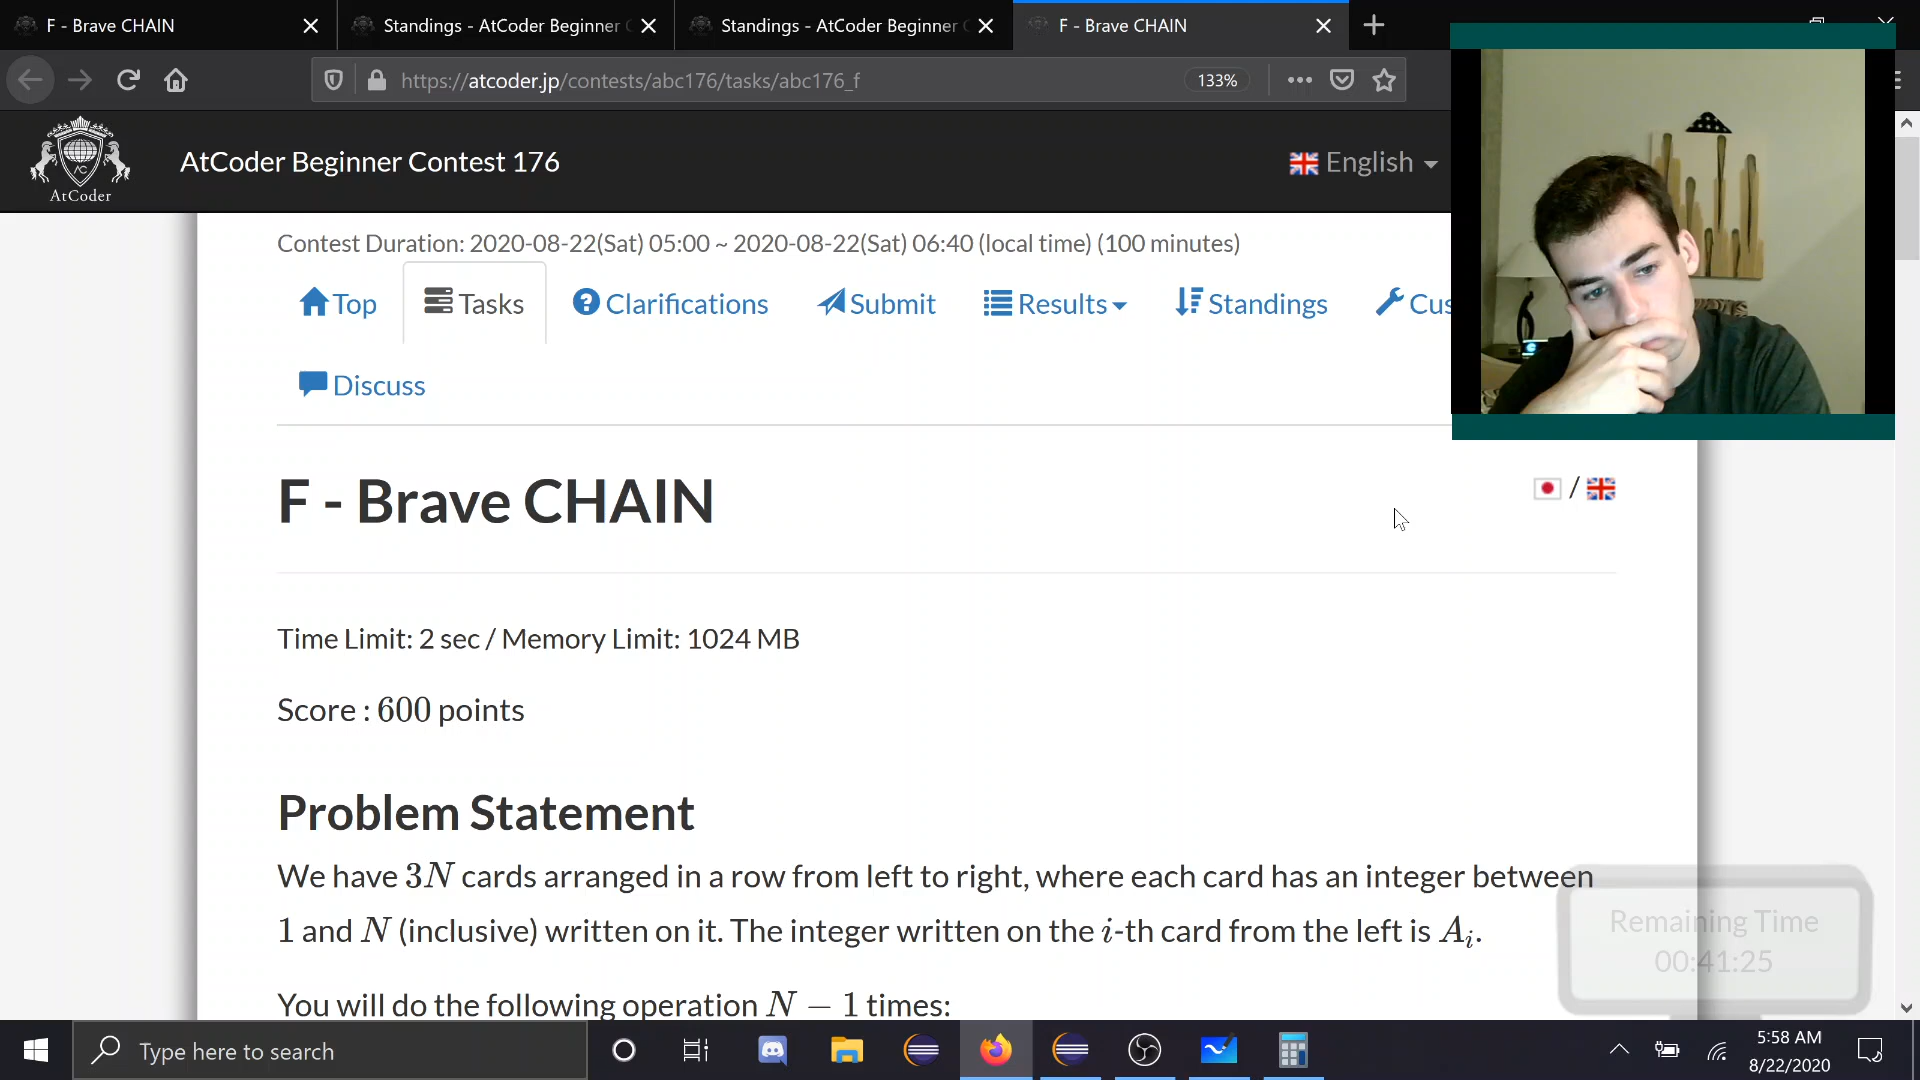 F - Brave CHAIN
Standings - AtCoder Beginner
Standings - AtCoder Beginner
F - Brave CHAIN
https://atcoder.jp/contests/abc176/tasks/abc176_f
133%
AtCoder
AtCoder Beginner Contest 176
English
Contest Duration: 2020-08-22(Sat) 05:00 ~ 2020-08-22(Sat) 06:40 (local time) (100 minutes)
Top
Tasks
Clarifications
Submit
Results
Standings
Cus
Discuss
F - Brave CHAIN
/
Time Limit: 2 sec / Memory Limit: 1024 MB
Score : 600 points
Problem Statement
We have 3N cards arranged in a row from left to right, where each card has an integer between
1 and N (inclusive) written on it. The integer written on the i-th card from the left is Ai.
You will do the following operation N − 1 times:
Remaining Time
00:41:25
Type here to search
5:58 AM
8/22/2020